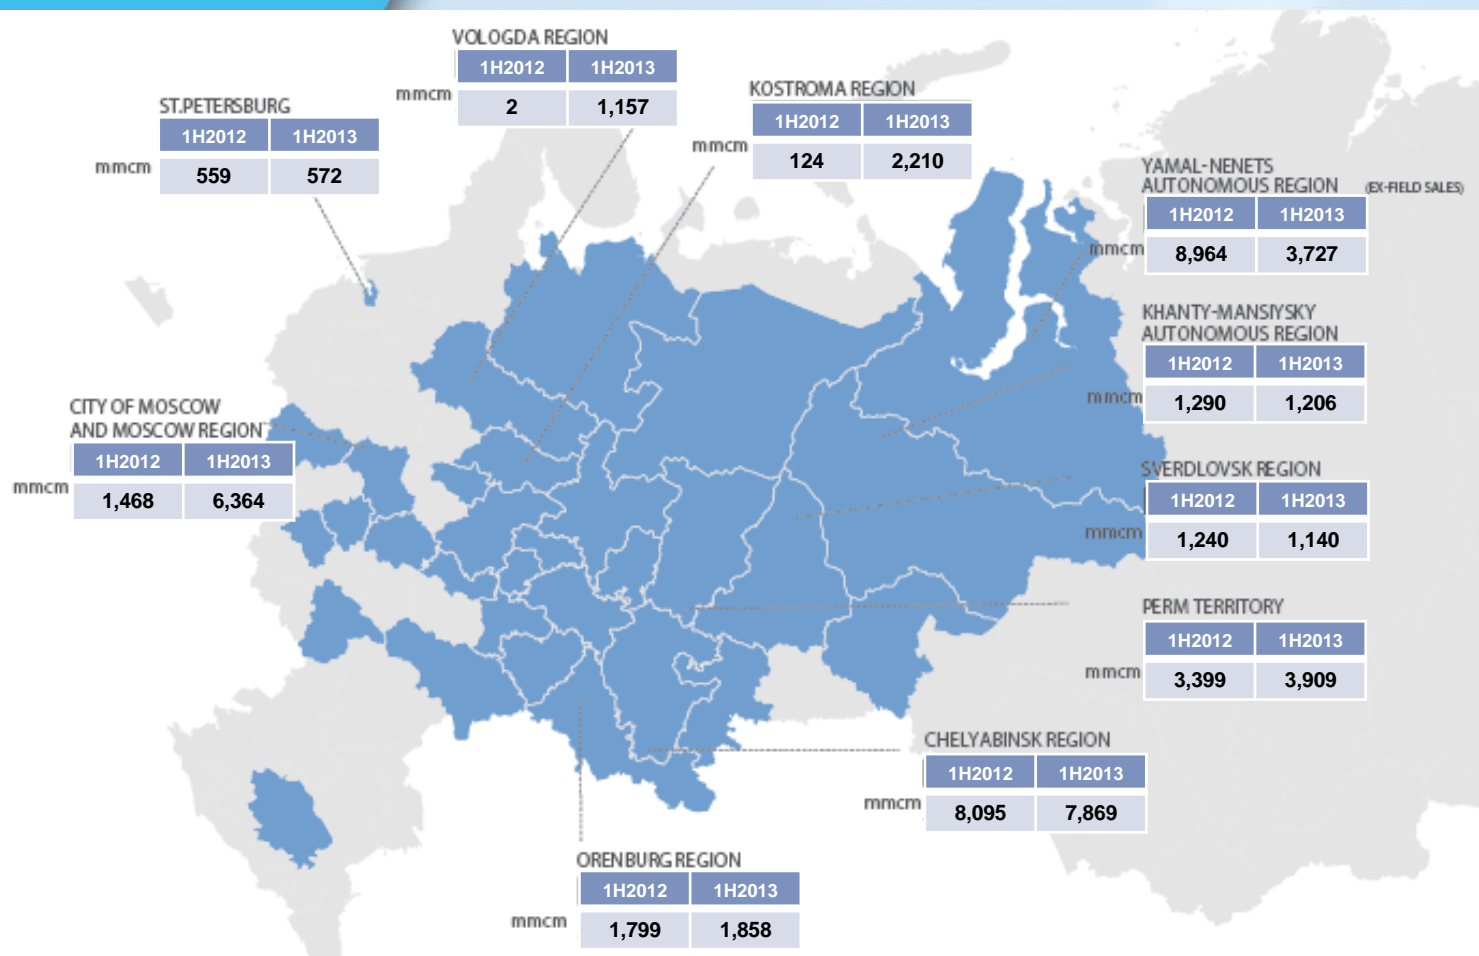 VOLOGDA REGION
1H2012 1H2013
mmcm 2 1,157
KOSTROMA REGION
1H2012 1H2013
mmcm 124 2,210
ST.PETERSBURG
1H2012 1H2013
mmcm 559 572
YAMAL-NENETS
AUTONOMOUS REGION (EX-FIELD SALES)
1H2012 1H2013
mmcm 8,964 3,727
KHANTY-MANSIYSKY
AUTONOMOUS REGION
1H2012 1H2013
mmcm 1,290 1,206
CITY OF MOSCOW
AND MOSCOW REGION
1H2012 1H2013
mmcm 1,468 6,364
SVERDLOVSK REGION
1H2012 1H2013
mmcm 1,240 1,140
PERM TERRITORY
1H2012 1H2013
mmcm 3,399 3,909
CHELYABINSK REGION
1H2012 1H2013
mmcm 8,095 7,869
ORENBURG REGION
1H2012 1H2013
mmcm 1,799 1,858